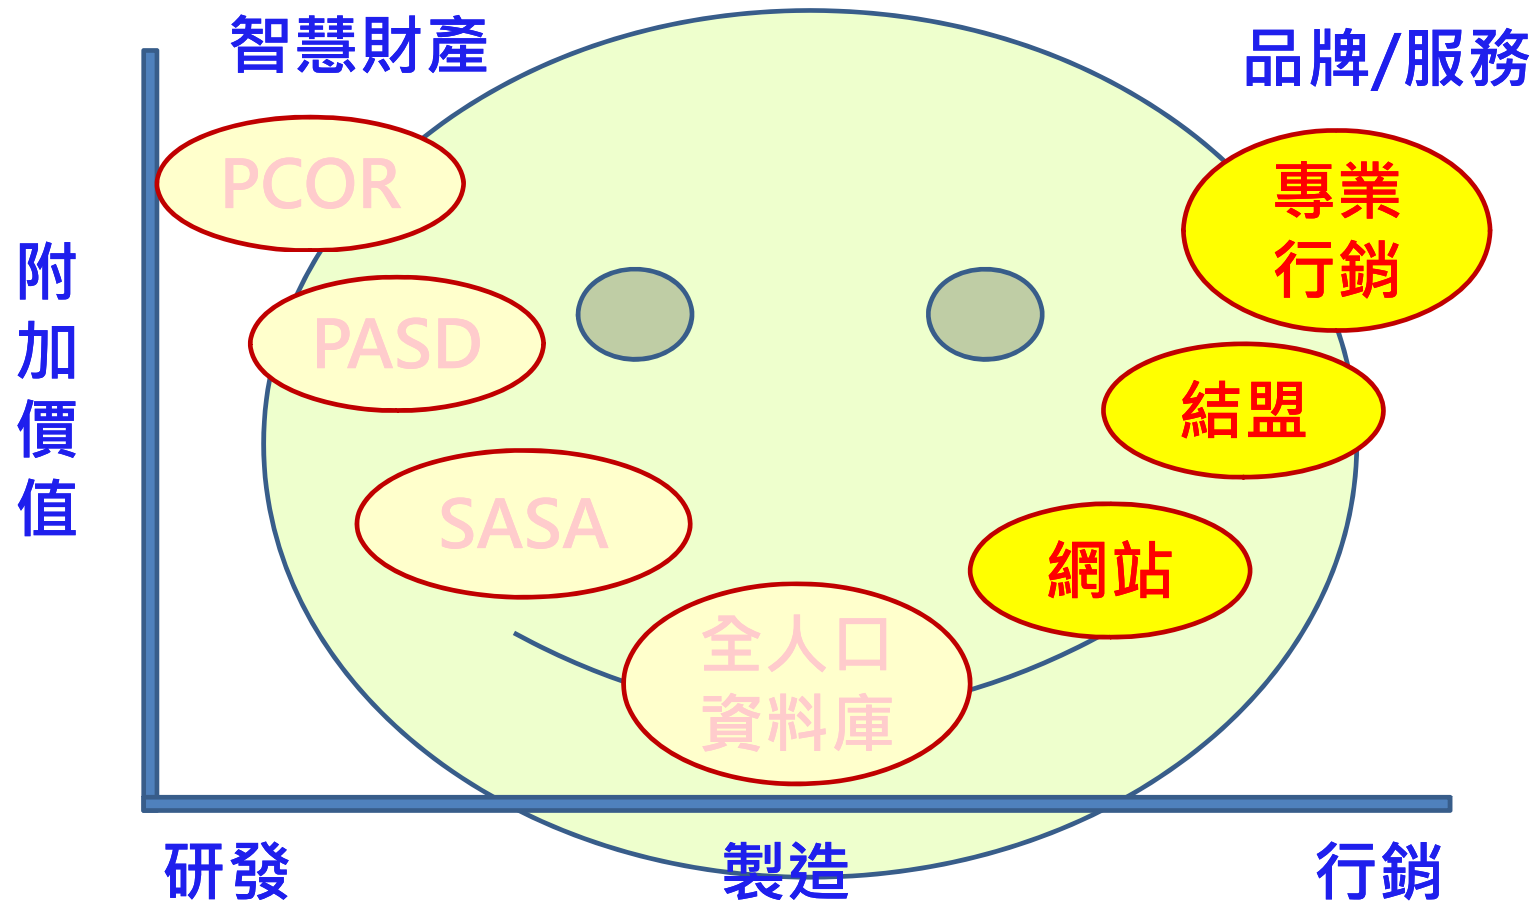 智慧財產
品牌/服務
PCOR
專業
行銷
附
加
價
值
PASD
結盟
SASA
網站
全人口
資料庫
研發
製造
行銷